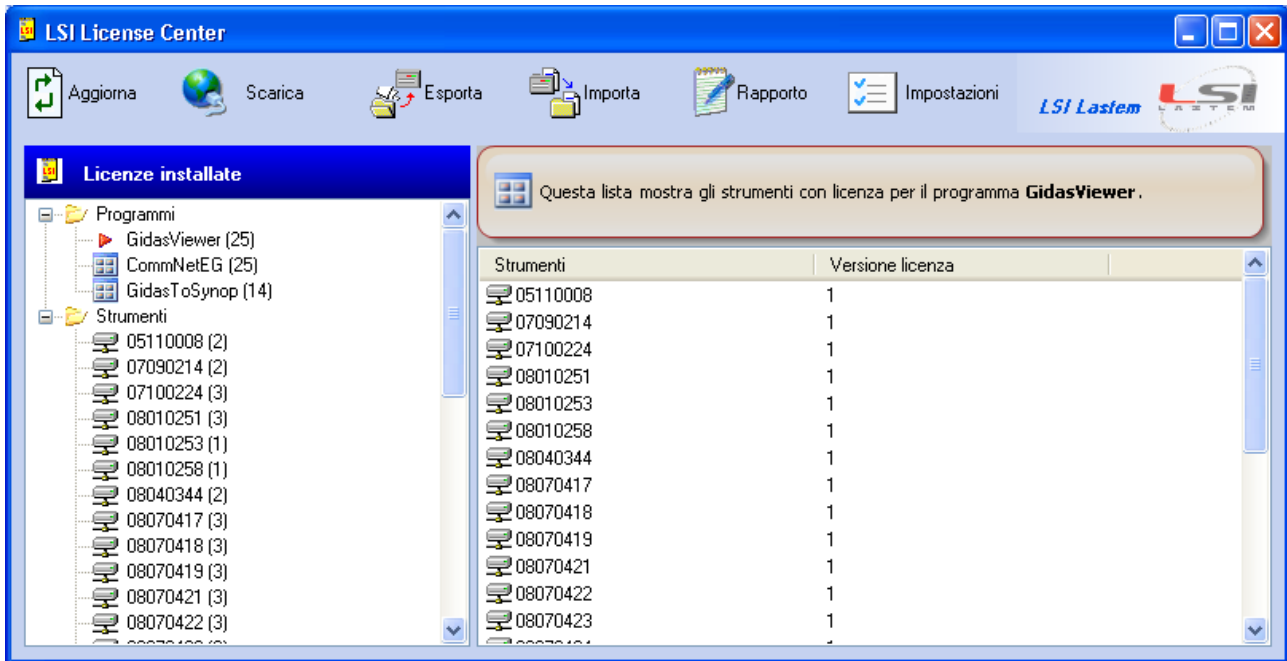 LSI License Center
Aggiorna Scarica Esporta Importa Rapporto Impostazioni LSI Lastem LSI LASTEM
Licenze installate
Programmi
GidasViewer (25)
CommNetEG (25)
GidasToSynop (14)
Strumenti
05110008 (2)
07090214 (2)
07100224 (3)
08010251 (3)
08010253 (1)
08010258 (1)
08040344 (2)
08070417 (3)
08070418 (3)
08070419 (3)
08070421 (3)
08070422 (3)
Questa lista mostra gli strumenti con licenza per il programma GidasViewer.
Strumenti Versione licenza
05110008 1
07090214 1
07100224 1
08010251 1
08010253 1
08010258 1
08040344 1
08070417 1
08070418 1
08070419 1
08070421 1
08070422 1
08070423 1